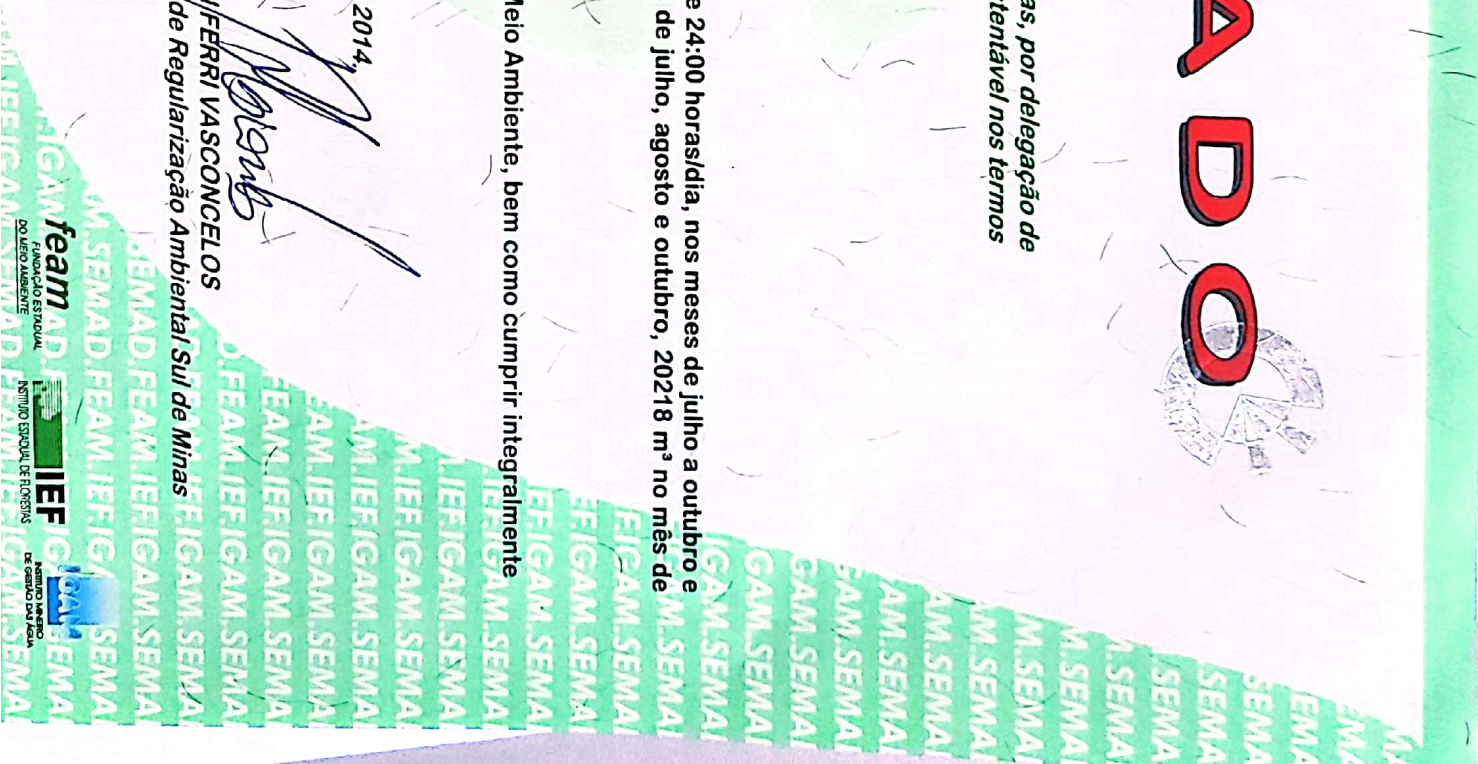 ADO
as, por delegação de
tentável nos termos
e 24:00 horas/dia, nos meses de julho a outubro e
de julho, agosto e outubro, 20218 m³ no mês de
Meio Ambiente, bem como cumprir integralmente
2014.
FERRI VASCONCELOS
de Regularização Ambiental Sul de Minas
feam
FUNDAÇÃO ESTADUAL
DO MEIO AMBIENTE
IEF
INSTITUTO ESTADUAL DE FLORESTAS
IGAM
INSTITUTO MINEIRO
DE GESTÃO DAS ÁGUA